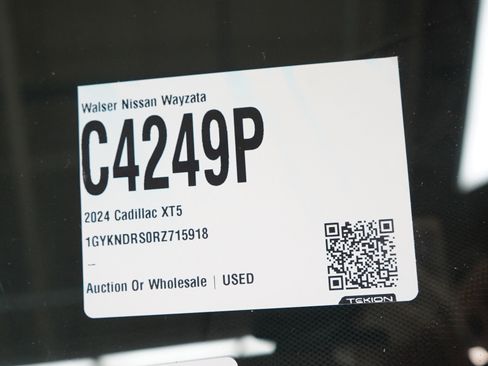 Walser Nissan Wayzata
C4249P
2024 Cadillac XT5
1GYKNDRS0RZ715918
–
Auction Or Wholesale | USED
TEKION